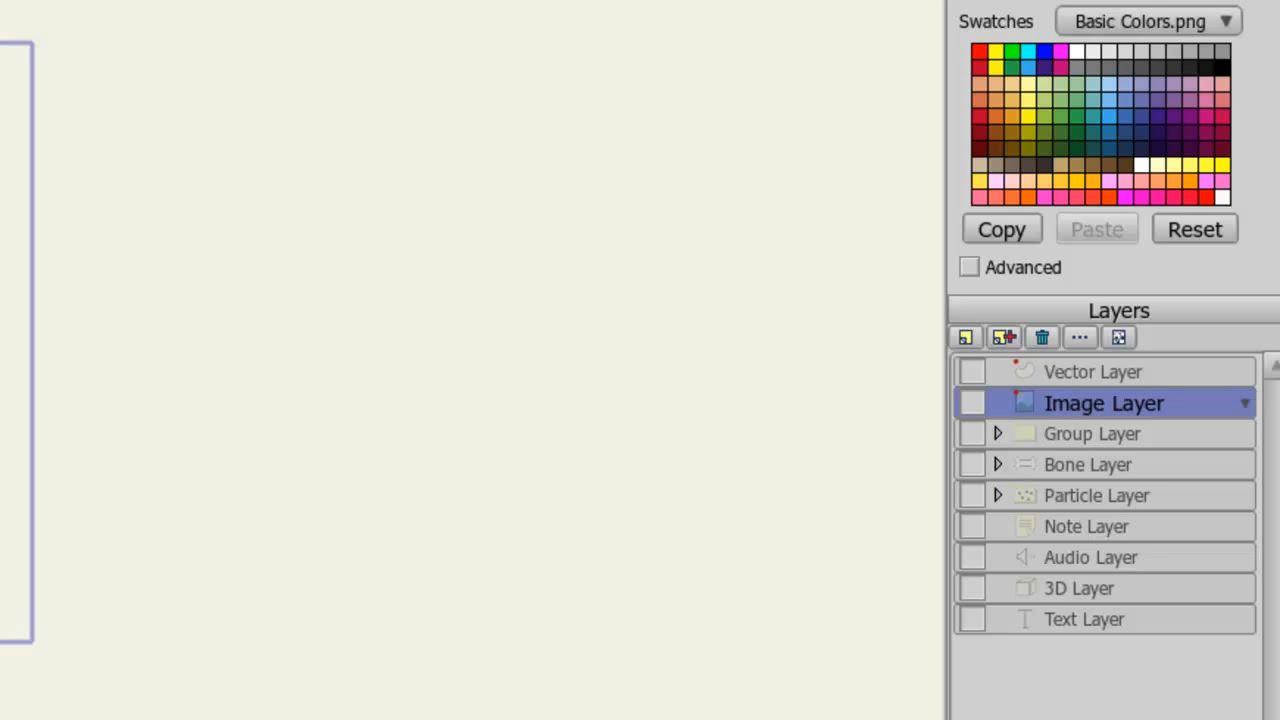 Swatches Basic Colors.png
Copy Paste Reset
Advanced
Layers
Vector Layer
Image Layer
Group Layer
Bone Layer
Particle Layer
Note Layer
Audio Layer
3D Layer
Text Layer